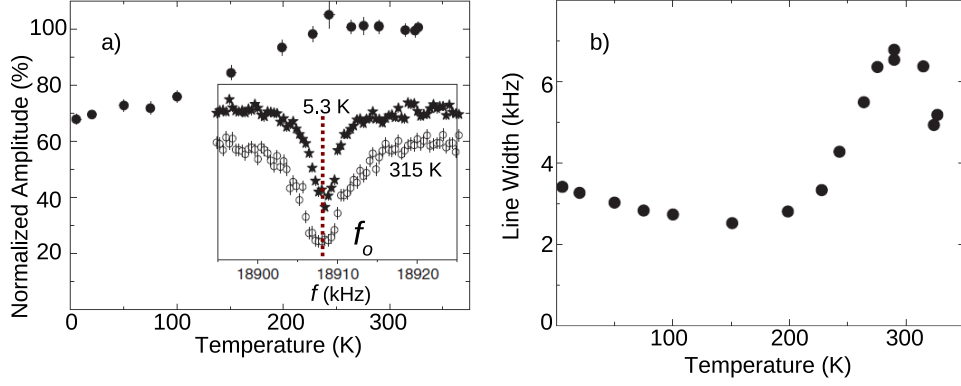 100
80
60
40
20
Normalized Amplitude (%)
a)
5.3 K
315 K
fo
18900 18910 18920
f (kHz)
0 100 200 300
Temperature (K)
b)
6
4
2
0
Line Width (kHz)
100 200 300
Temperature (K)